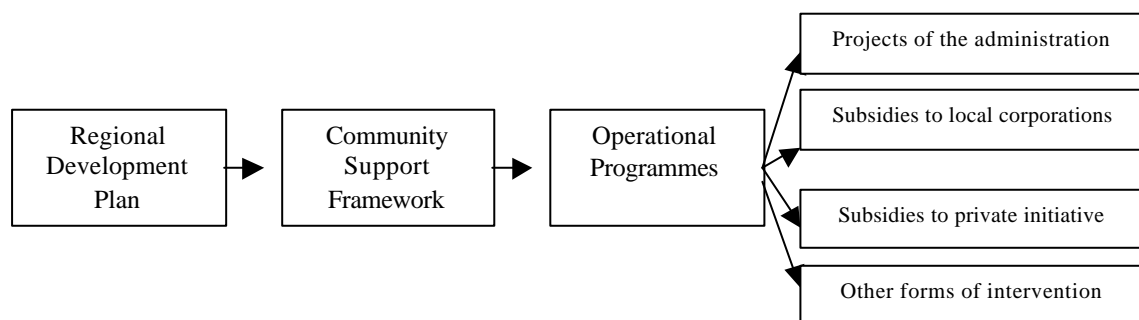 Regional
Development
Plan
Community
Support
Framework
Operational
Programmes
Projects of the administration
Subsidies to local corporations
Subsidies to private initiative
Other forms of intervention